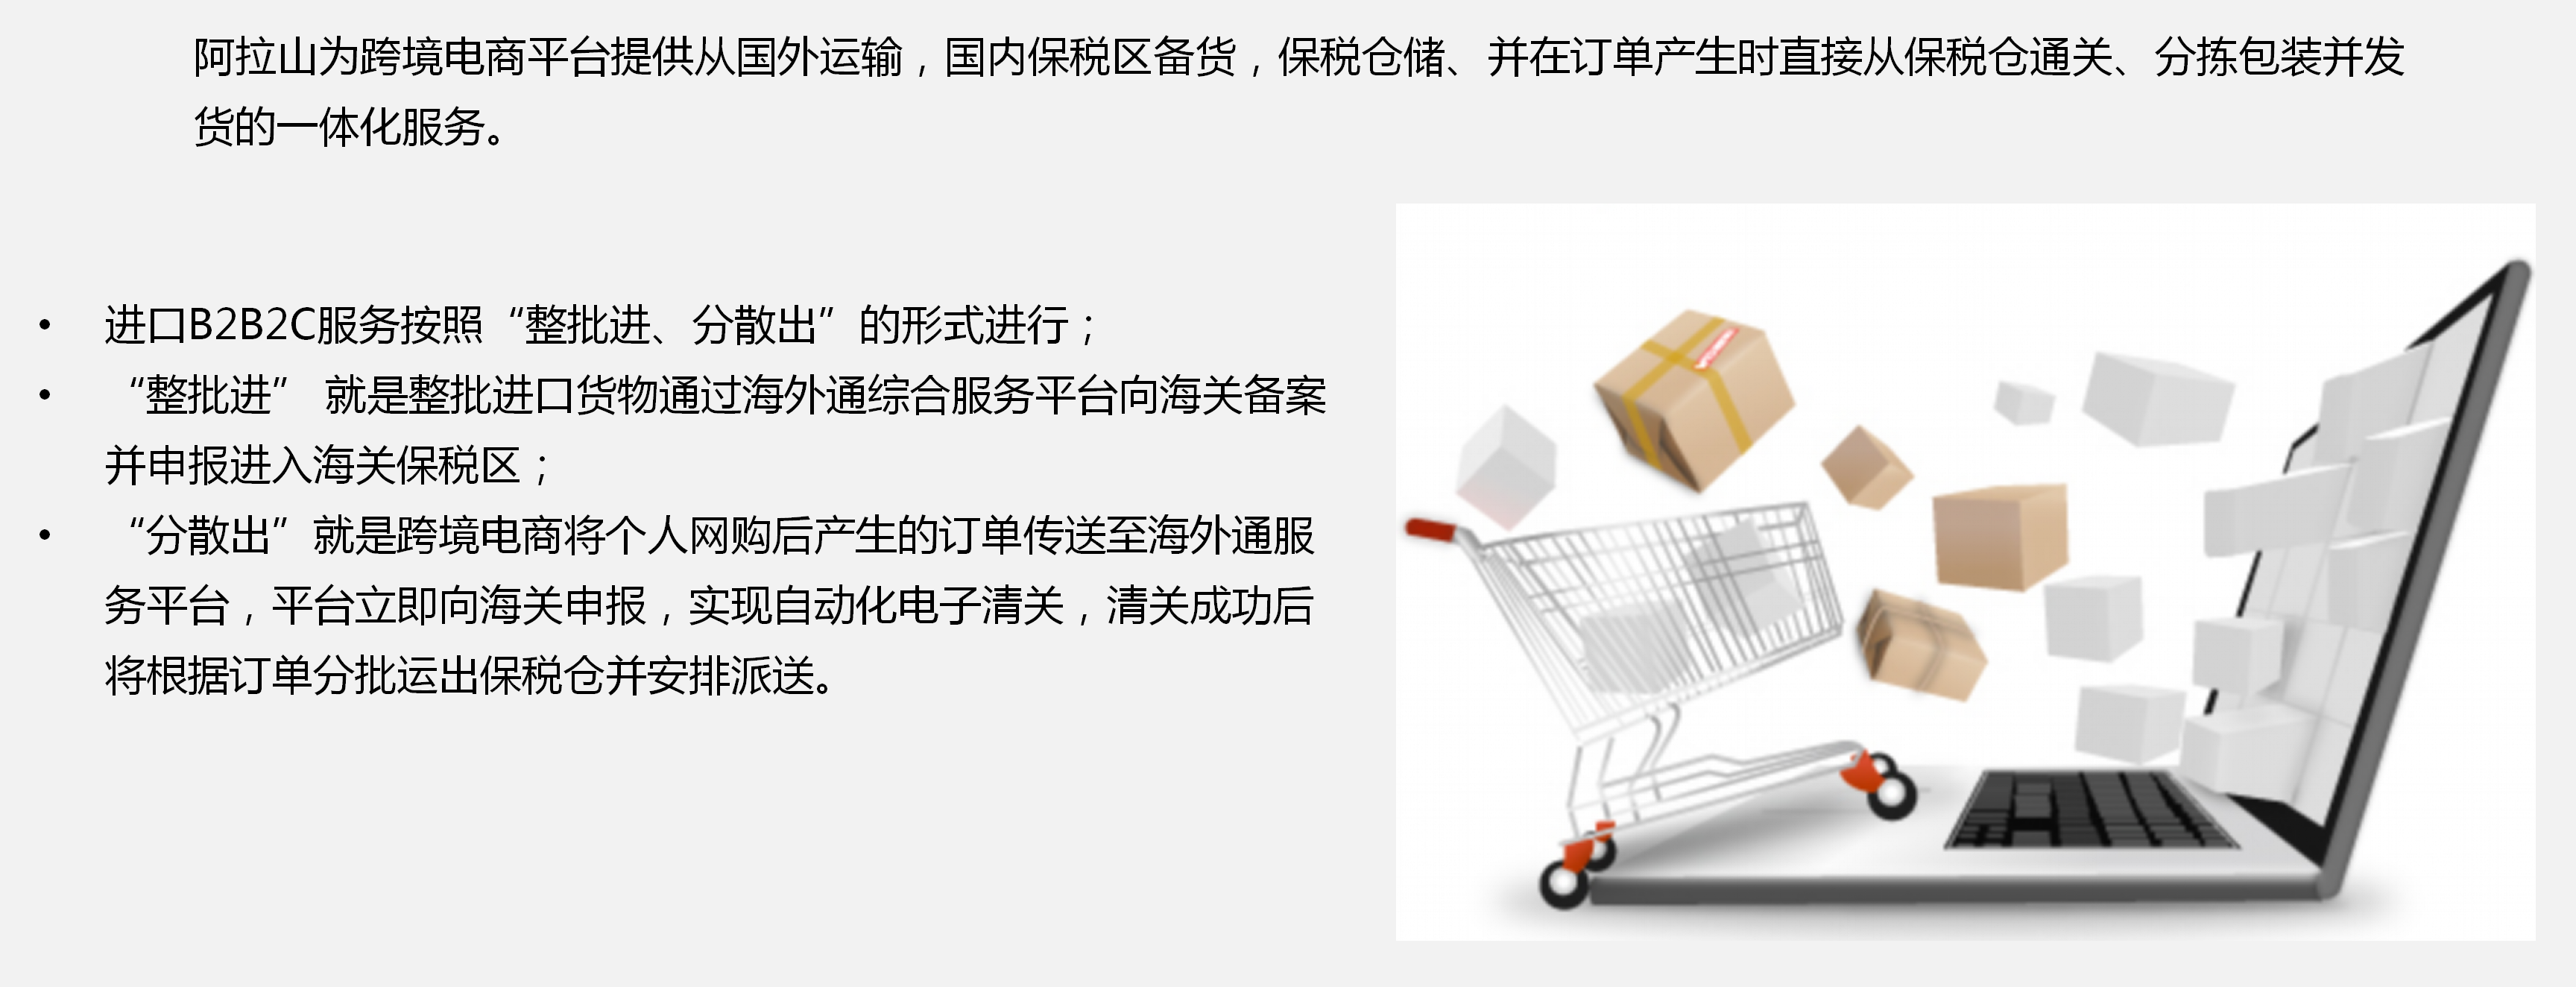 阿拉山为跨境电商平台提供从国外运输，国内保税区备货，保税仓储、并在订单产生时直接从保税仓通关、分拣包装并发
货的一体化服务。
• 进口B2B2C服务按照“整批进、分散出”的形式进行；
• “整批进” 就是整批进口货物通过海外通综合服务平台向海关备案
并申报进入海关保税区；
• “分散出”就是跨境电商将个人网购后产生的订单传送至海外通服
务平台，平台立即向海关申报，实现自动化电子清关，清关成功后
将根据订单分批运出保税仓并安排派送。